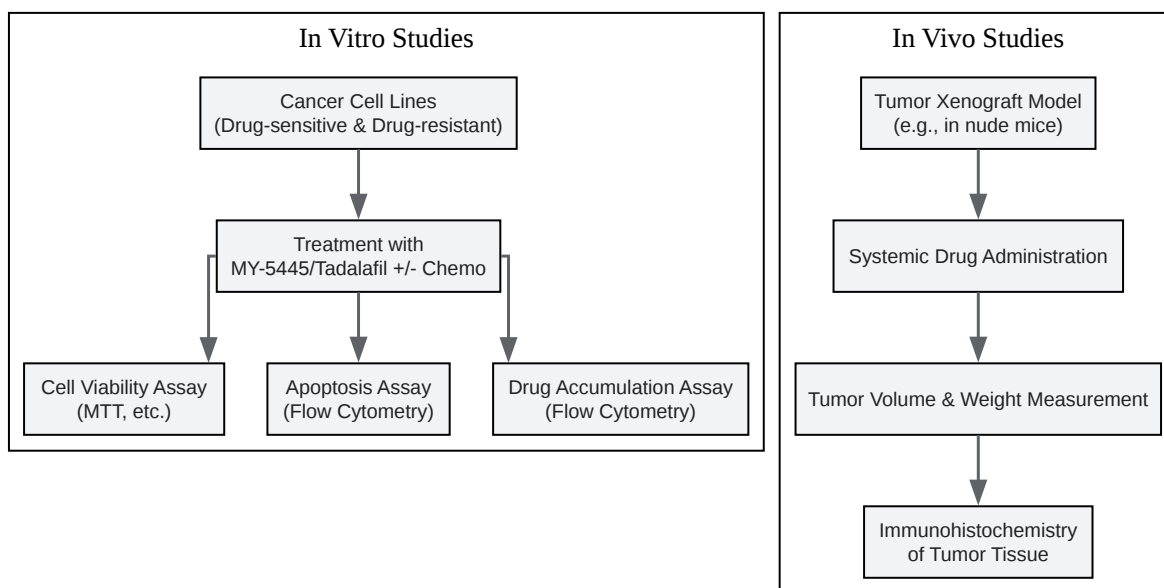 In Vitro Studies
Cancer Cell Lines
(Drug-sensitive & Drug-resistant)
Treatment with
MY-5445/Tadalafil +/- Chemo
Cell Viability Assay
(MTT, etc.)
Apoptosis Assay
(Flow Cytometry)
Drug Accumulation Assay
(Flow Cytometry)
In Vivo Studies
Tumor Xenograft Model
(e.g., in nude mice)
Systemic Drug Administration
Tumor Volume & Weight Measurement
Immunohistochemistry
of Tumor Tissue